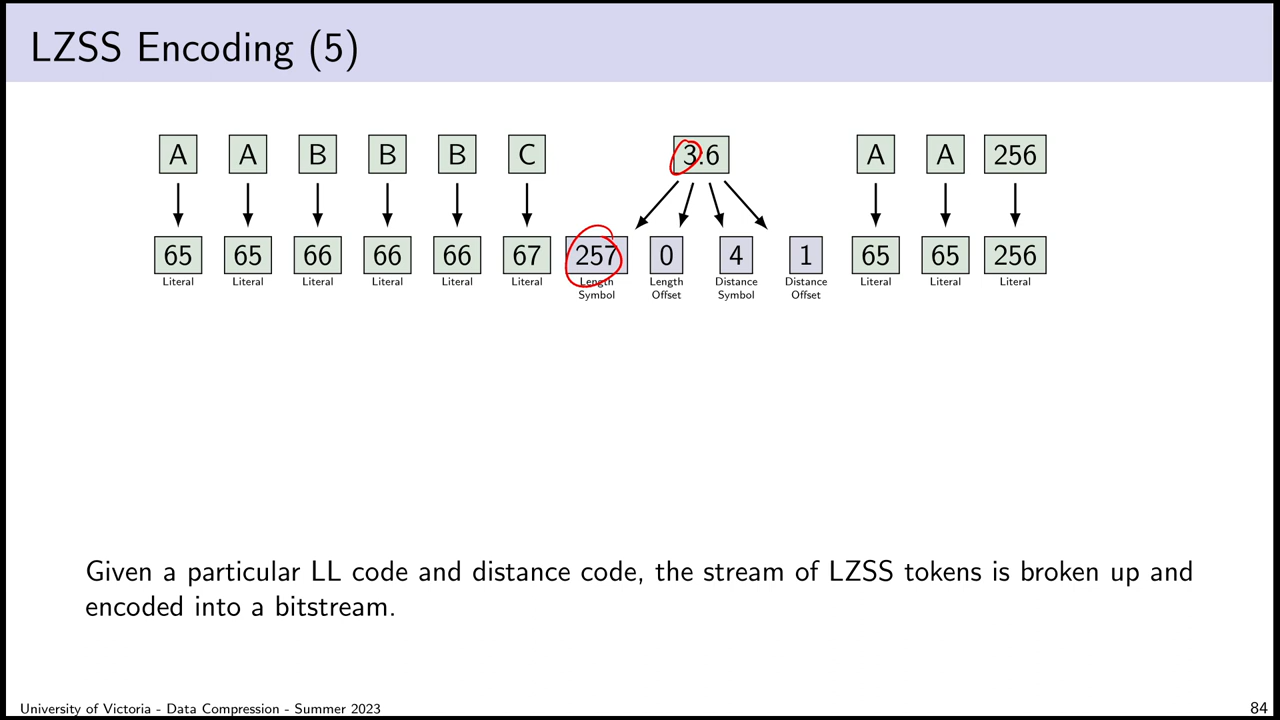 LZSS Encoding (5)
A A B B B C 3.6 A A 256
65 65 66 66 66 67 257 0 4 1 65 65 256
Literal Literal Literal Literal Literal Literal Length Symbol Length Offset Distance Symbol Distance Offset Literal Literal Literal
Given a particular LL code and distance code, the stream of LZSS tokens is broken up and
encoded into a bitstream.
University of Victoria - Data Compression - Summer 2023 84